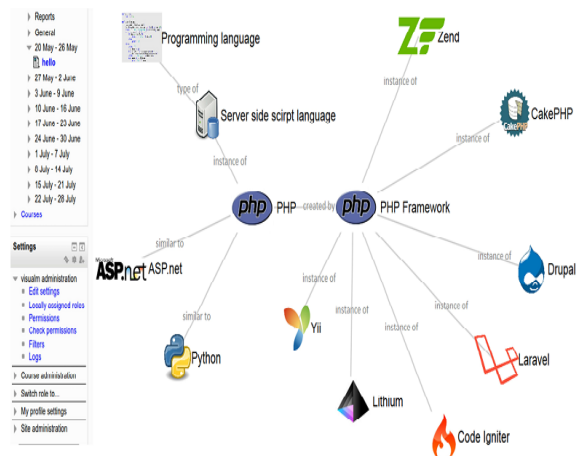 Reports
General
20 May - 26 May
hello
27 May - 2 June
3 June - 9 June
10 June - 16 June
17 June - 23 June
24 June - 30 June
1 July - 7 July
8 July - 14 July
15 July - 21 July
22 July - 28 July
Courses
Settings
visualm administration
Edit settings
Locally assigned roles
Permissions
Check permissions
Filters
Logs
Course administration
Switch role to...
My profile settings
Site administration
Programming language
type of
Server side scirpt language
instance of
php PHP
created by
php PHP Framework
similar to
Microsoft
ASP.net ASP.net
similar to
Python
instance of
Zend
instance of
CakePHP CakePHP
instance of
Drupal
instance of
Laravel
instance of
Code Igniter
instance of
Lithium
instance of
Yii